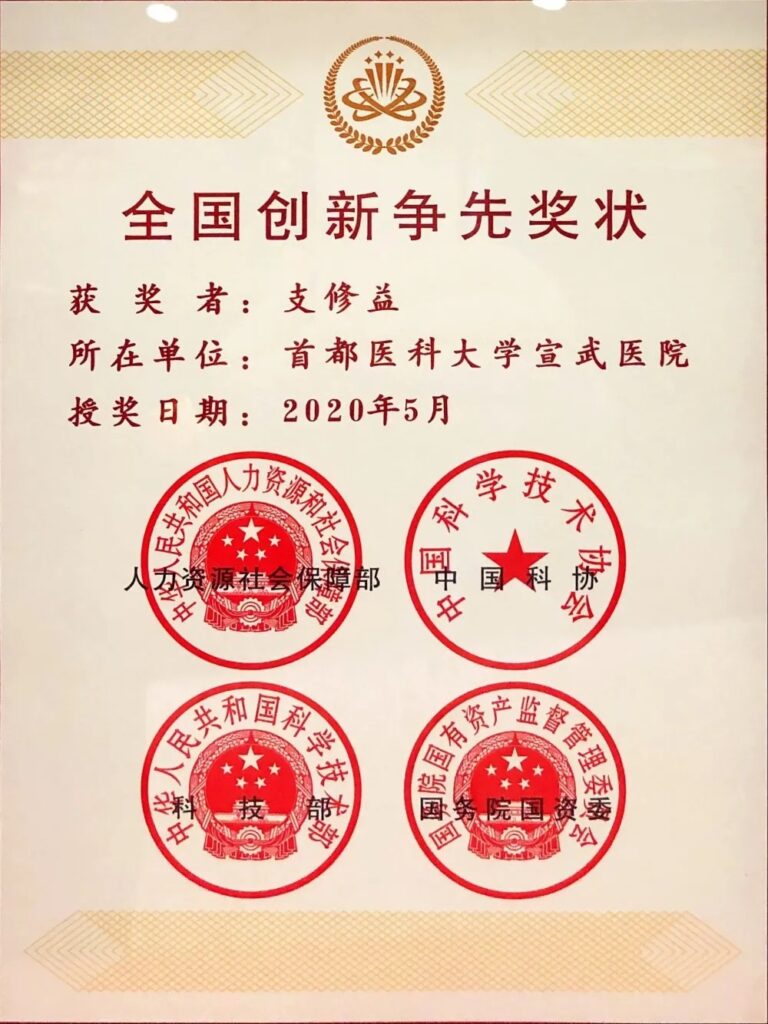 全国创新争先奖状
获奖者：支修益
所在单位：首都医科大学宣武医院
授奖日期：2020年5月
中华人民共和国人力资源和社会保障部
人力资源社会保障部
中国科学技术协会
中国科协
中华人民共和国科学技术部
科技部
国务院国有资产监督管理委员会
国务院国资委